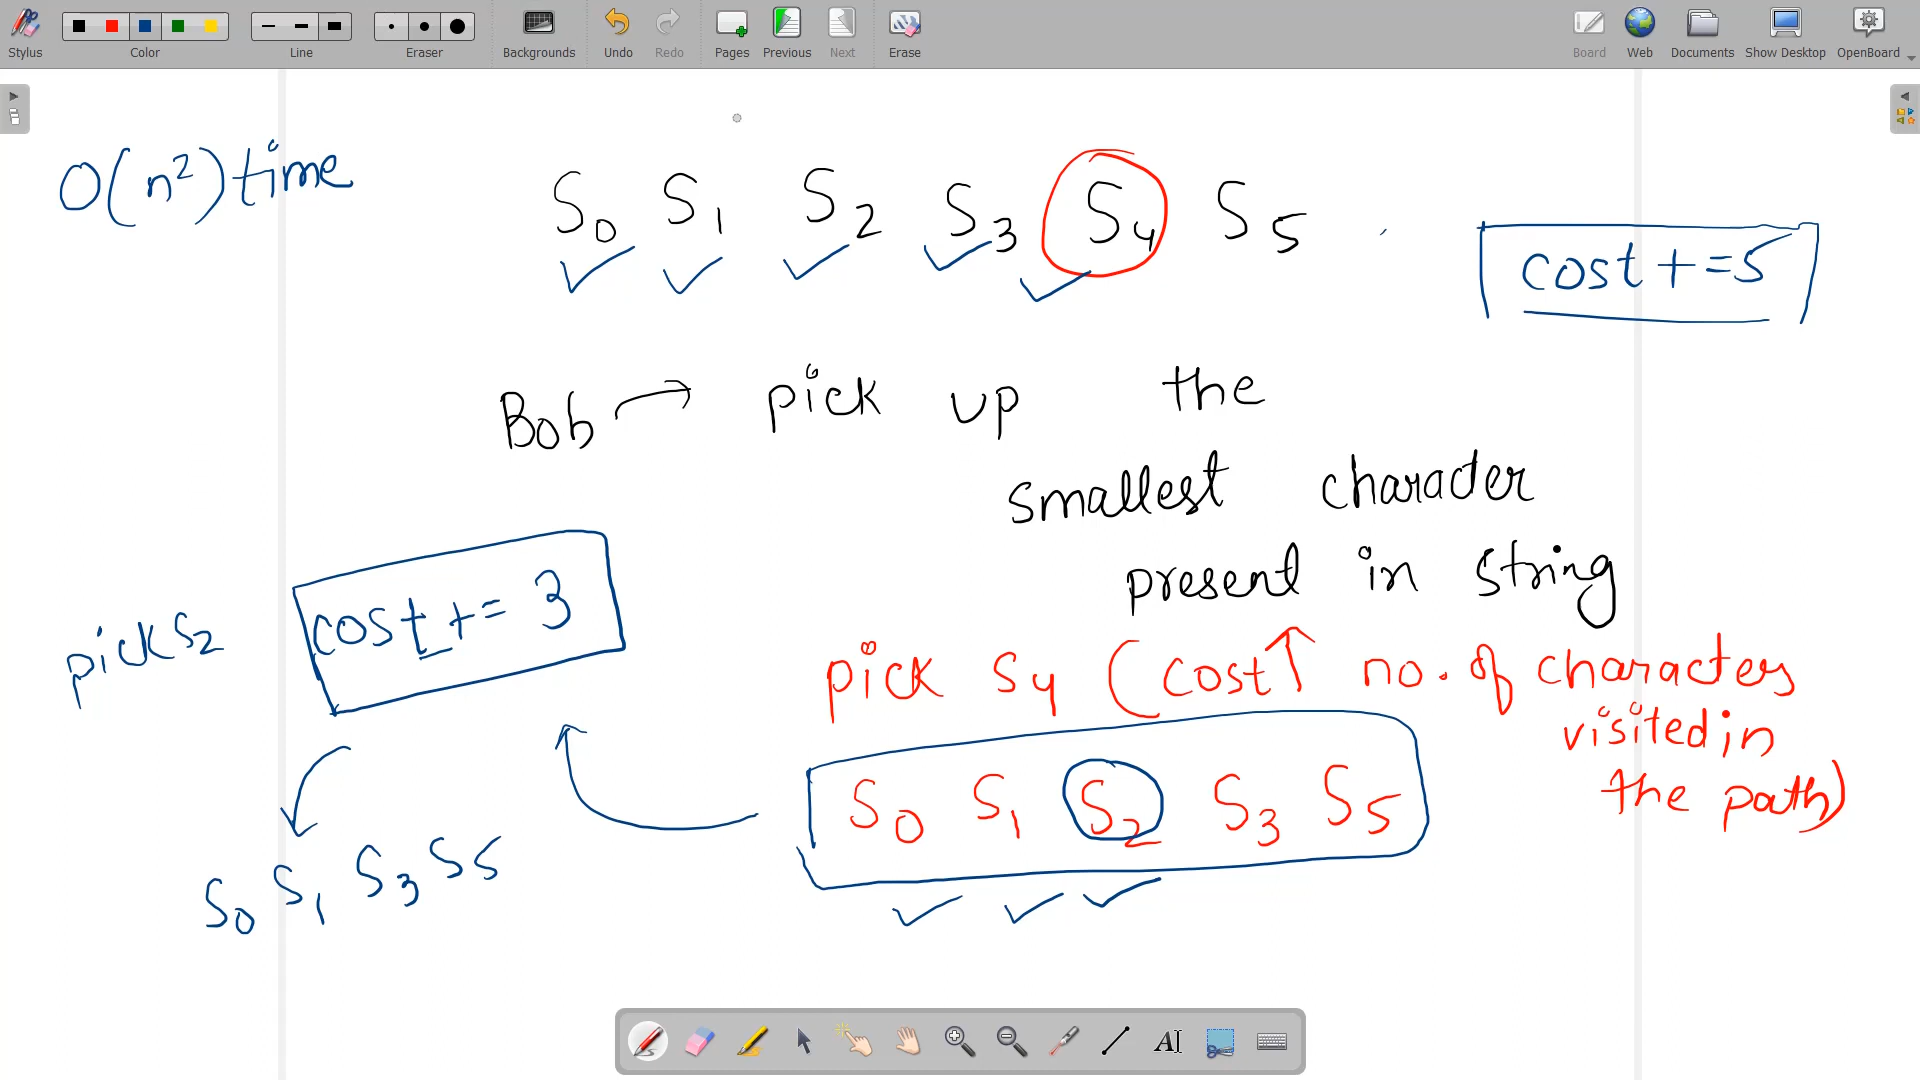 Stylus Color Line Eraser Backgrounds Undo Redo Pages Previous Next Erase Board Web Documents Show Desktop OpenBoard
O(n²) time
S0 S1 S2 S3 S4 S5
cost += 5
Bob → pick up the
smallest character
present in string
pick S2
cost += 3
pick S4 (cost ↑ no. of characters
visited in
the path)
S0 S1 S2 S3 S5
S0 S1 S3 S5